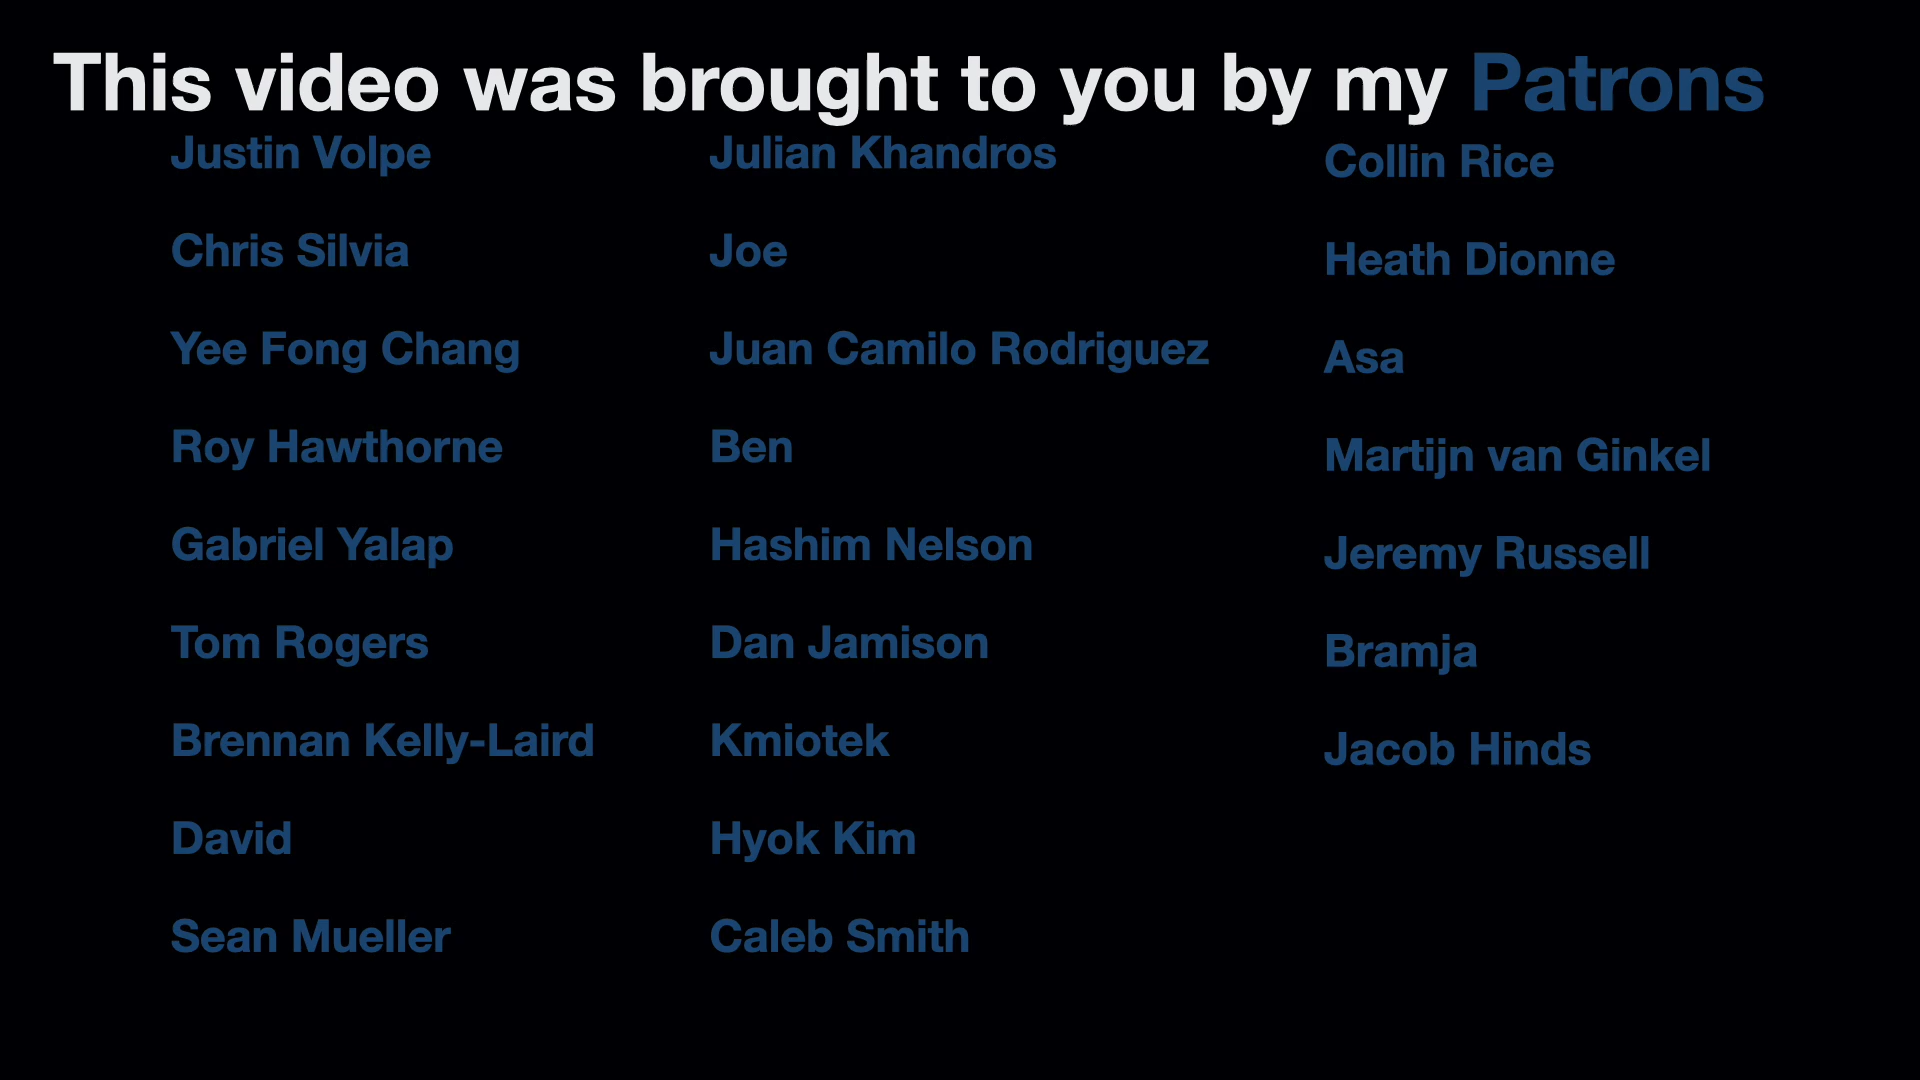 This video was brought to you by my Patrons
Justin Volpe
Chris Silvia
Yee Fong Chang
Roy Hawthorne
Gabriel Yalap
Tom Rogers
Brennan Kelly-Laird
David
Sean Mueller
Julian Khandros
Joe
Juan Camilo Rodriguez
Ben
Hashim Nelson
Dan Jamison
Kmiotek
Hyok Kim
Caleb Smith
Collin Rice
Heath Dionne
Asa
Martijn van Ginkel
Jeremy Russell
Bramja
Jacob Hinds